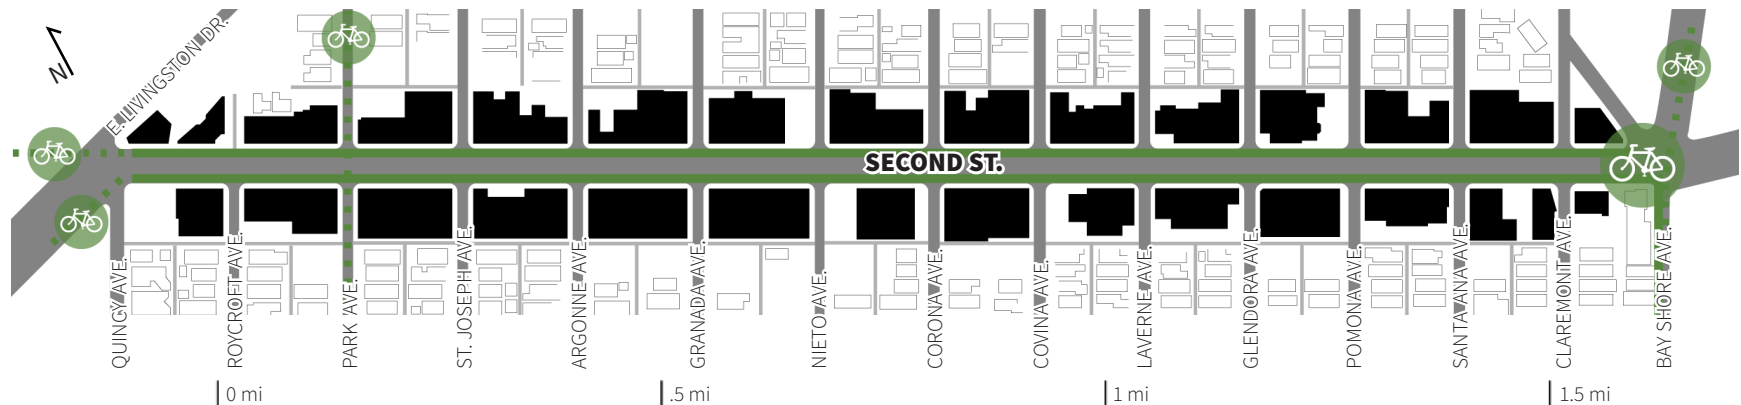 N
E. LIVINGSTON DR.
SECOND ST.
QUINCY AVE.
ROYCROFT AVE.
PARK AVE.
ST. JOSEPH AVE.
ARGONNE AVE.
GRANADA AVE.
NIETO AVE.
CORONA AVE.
COVINA AVE.
LAVERNE AVE.
GLENDORA AVE.
POMONA AVE.
SANTA ANA AVE.
CLAREMONT AVE.
BAY SHORE AVE.
0 mi
.5 mi
1 mi
1.5 mi